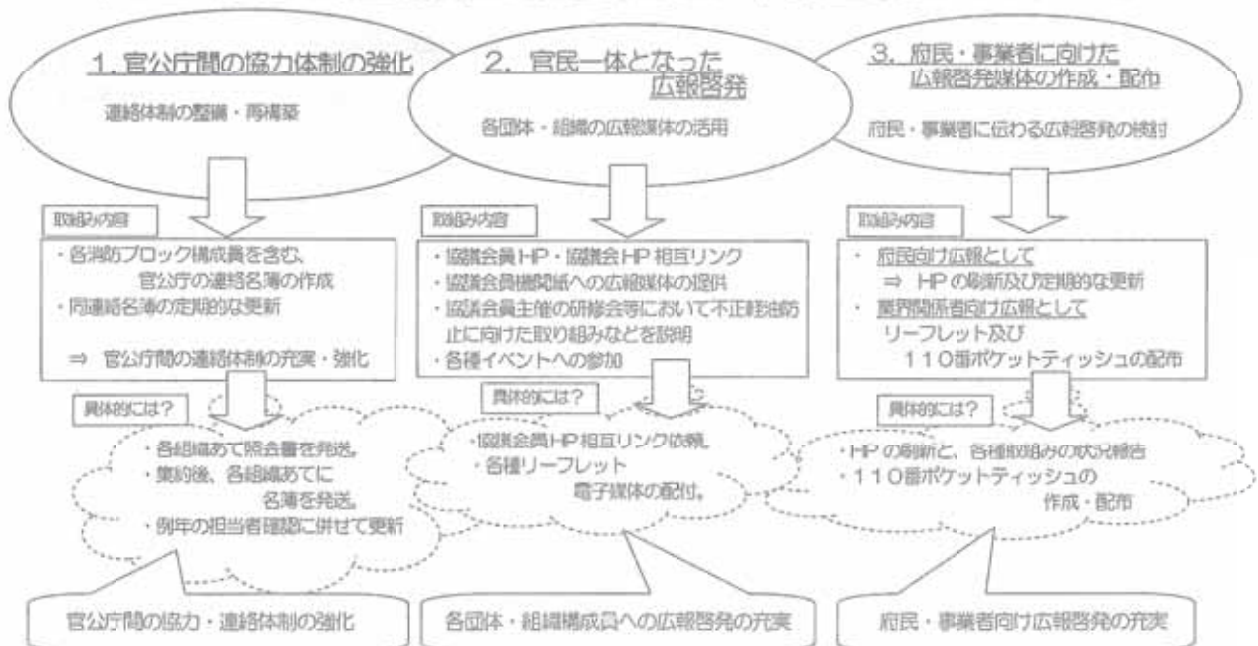 1. 官公庁間の協力体制の強化
連絡体制の整備・再構築
2. 官民一体となった
広報啓発
各団体・組織の広報媒体の活用
3. 府民・事業者に向けた
広報啓発媒体の作成・配布
府民・事業者に伝わる広報啓発の検討
取組み内容
・各消防ブロック構成員を含む、
官公庁の連絡名簿の作成
・同連絡名簿の定期的な更新
⇒ 官公庁間の連絡体制の充実・強化
取組み内容
・協議会員HP・協議会HP相互リンク
・協議会員機関紙への広報媒体の提供
・協議会員主催の研修会等において不正軽油防
止に向けた取り組みなどを説明
・各種イベントへの参加
取組み内容
・ 府民向け広報として
⇒ HPの刷新及び定期的な更新
・ 業界関係者向け広報として
リーフレット及び
110番ポケットティッシュの配布
具体的には?
・各組織あて照会書を発送。
・集約後、各組織あてに
名簿を発送。
・例年の担当者確認に併せて更新
具体的には?
・協議会員HP相互リンク依頼。
・各種リーフレット
電子媒体の配付。
具体的には?
・HPの刷新と、各種取組みの状況報告
・110番ポケットティッシュの
作成・配布
官公庁間の協力・連絡体制の強化
各団体・組織構成員への広報啓発の充実
府民・事業者向け広報啓発の充実